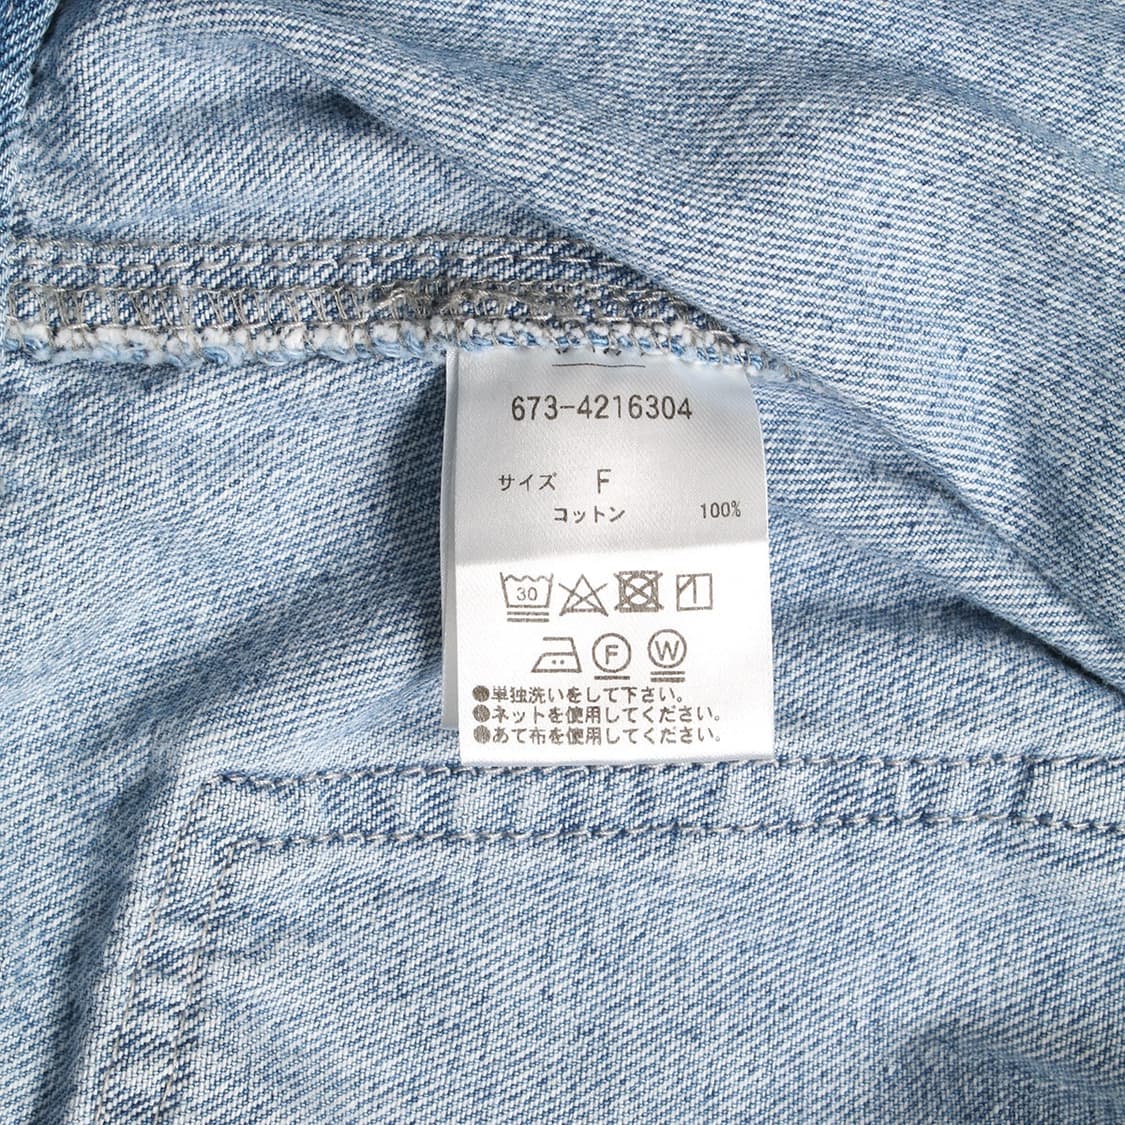 673-4216304
サイズ F
コットン 100%
30
F W
●単独洗いをして下さい。
●ネットを使用してください。
●あて布を使用してください。